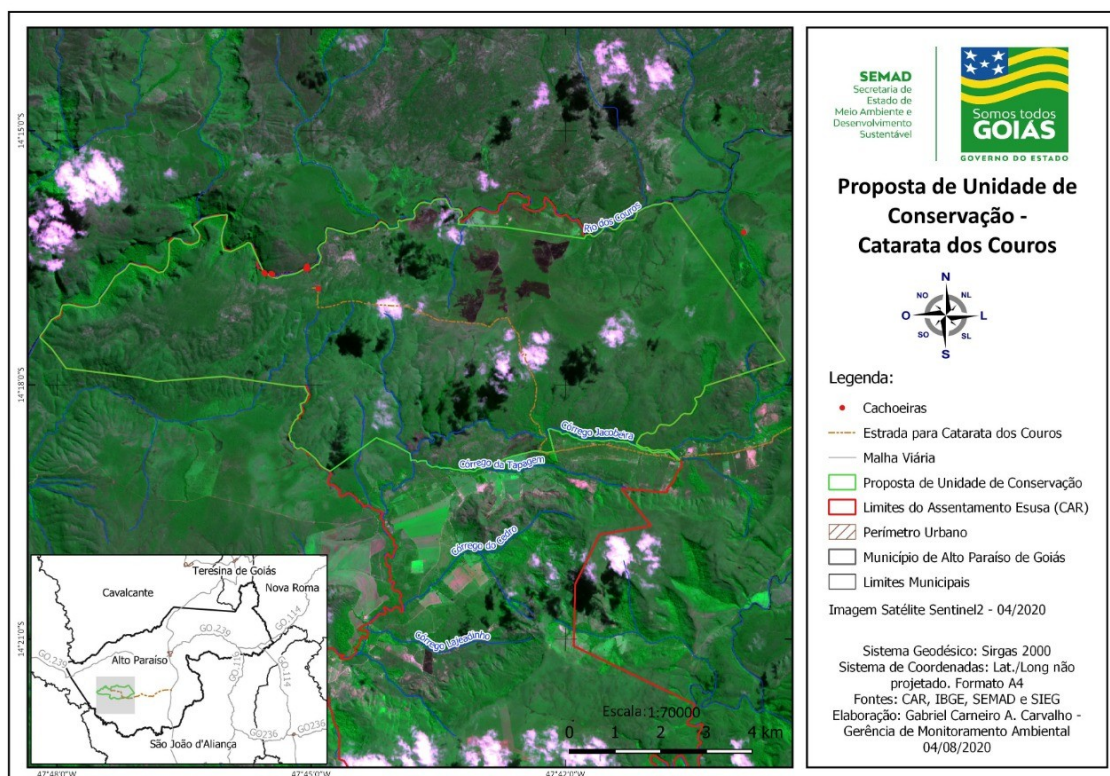 14°15'0"S
14°18'0"S
14°21'0"S
47°48'0"W
47°45'0"W
47°42'0"W
Rio dos Couros
Córrego Jacobeira
Córrego da Tapagem
Córrego do Cedro
Córrego Lajeadinho
Escala:1:70000
0 1 2 3 4 km
Teresina de Goiás
Cavalcante
Nova Roma
GO.114
GO.239
Alto Paraíso
GO.118
GO.114
GO.239
São João d'Aliança
GO236
GO236
SEMAD
Secretaria de
Estado de
Meio Ambiente e
Desenvolvimento
Sustentável
Somos todos
GOIÁS
GOVERNO DO ESTADO
Proposta de Unidade de
Conservação -
Catarata dos Couros
N
NO NL
O L
SO SL
S
Legenda:
Cachoeiras
Estrada para Catarata dos Couros
Malha Viária
Proposta de Unidade de Conservação
Limites do Assentamento Esusa (CAR)
Perímetro Urbano
Município de Alto Paraíso de Goiás
Limites Municipais
Imagem Satélite Sentinel2 - 04/2020
Sistema Geodésico: Sirgas 2000
Sistema de Coordenadas: Lat./Long não
projetado. Formato A4
Fontes: CAR, IBGE, SEMAD e SIEG
Elaboração: Gabriel Carneiro A. Carvalho -
Gerência de Monitoramento Ambiental
04/08/2020